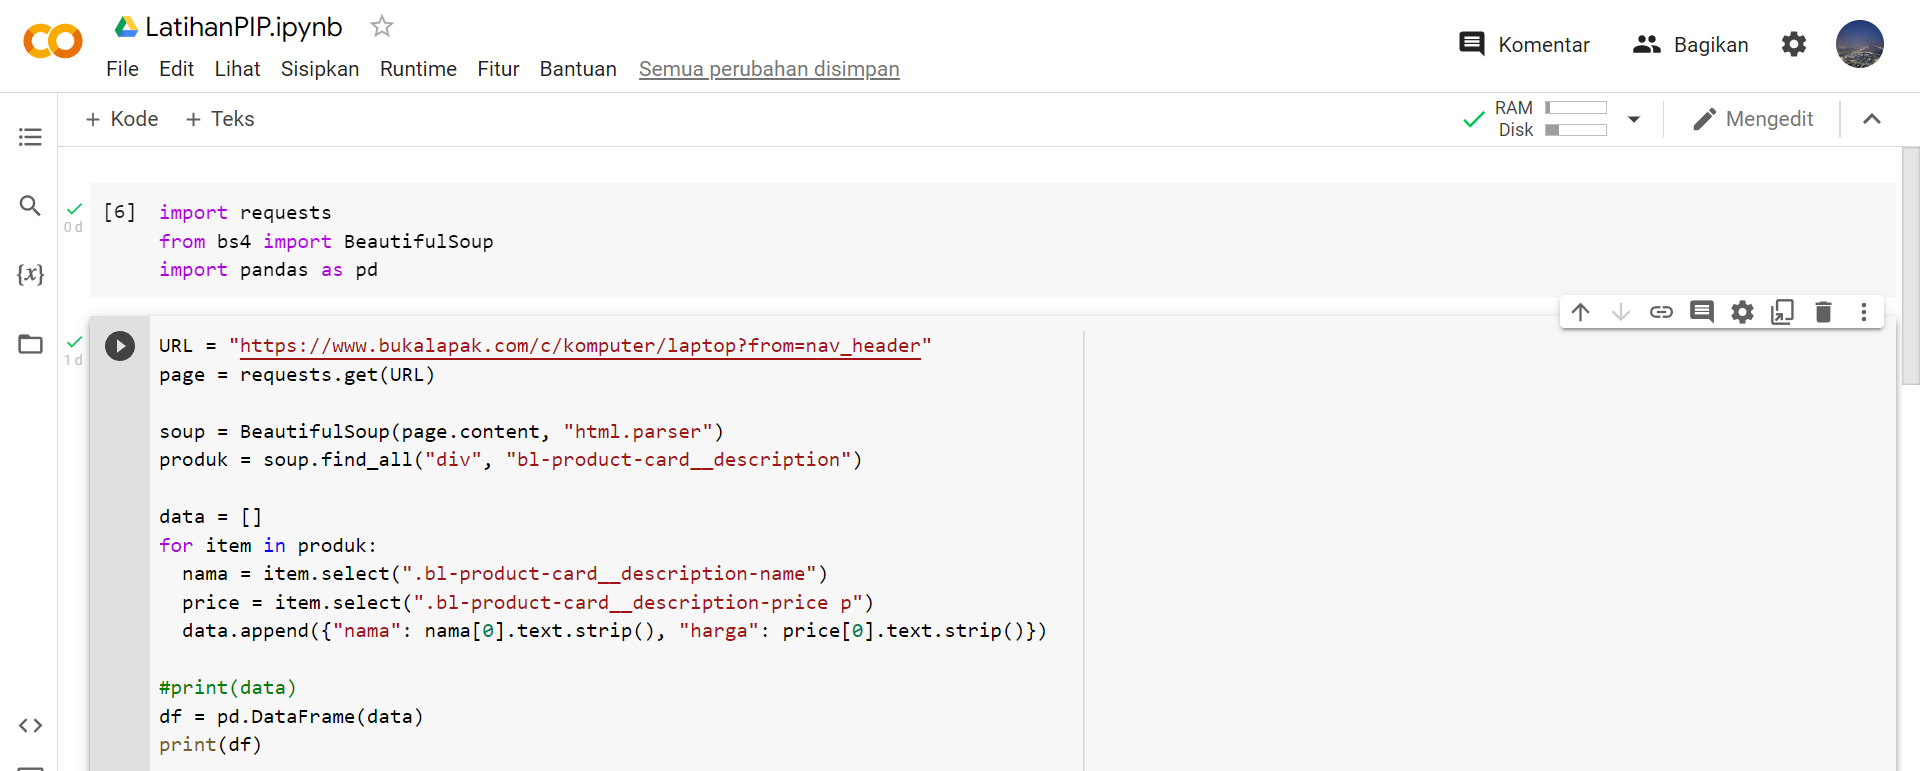 LatihanPIP.ipynb
File Edit Lihat Sisipkan Runtime Fitur Bantuan Semua perubahan disimpan
Komentar Bagikan
+ Kode + Teks
RAM
Disk
Mengedit
{x}
0 d
[6] import requests
from bs4 import BeautifulSoup
import pandas as pd
1 d
URL = "https://www.bukalapak.com/c/komputer/laptop?from=nav_header"
page = requests.get(URL)
soup = BeautifulSoup(page.content, "html.parser")
produk = soup.find_all("div", "bl-product-card__description")
data = []
for item in produk:
  nama = item.select(".bl-product-card__description-name")
  price = item.select(".bl-product-card__description-price p")
  data.append({"nama": nama[0].text.strip(), "harga": price[0].text.strip()})
#print(data)
df = pd.DataFrame(data)
print(df)